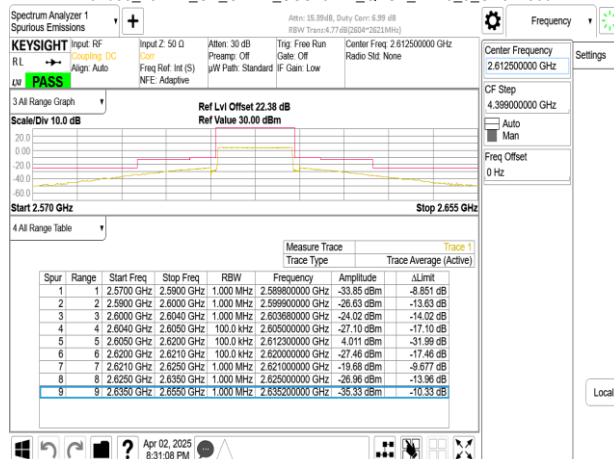 Spectrum Analyzer 1
Spurious Emissions
Attn: 15.39dB, Duty Corr: 6.99 dB
RBW Trans:4.77dB(2604~2621MHz)
Frequency
KEYSIGHT Input: RF Input Z: 50 Ω Atten: 30 dB Trig: Free Run Center Freq: 2.612500000 GHz
RL Coupling: DC Corr Preamp: Off Gate: Off Radio Std: None
Align: Auto Freq Ref: Int (S) µW Path: Standard IF Gain: Low
PASS NFE: Adaptive
Center Frequency
2.612500000 GHz
Settings
CF Step
4.399000000 GHz
Auto
Man
Freq Offset
0 Hz
3 All Range Graph
Ref Lvl Offset 22.38 dB
Scale/Div 10.0 dB Ref Value 30.00 dBm
20.0
0.00
-20.0
-40.0
-60.0
Start 2.570 GHz Stop 2.655 GHz
4 All Range Table
Measure Trace Trace 1
Trace Type Trace Average (Active)
Spur Range Start Freq Stop Freq RBW Frequency Amplitude ΔLimit
1 1 2.5700 GHz 2.5900 GHz 1.000 MHz 2.589800000 GHz -33.85 dBm -8.851 dB
2 2 2.5900 GHz 2.6000 GHz 1.000 MHz 2.599900000 GHz -26.63 dBm -13.63 dB
3 3 2.6000 GHz 2.6040 GHz 1.000 MHz 2.603680000 GHz -24.02 dBm -14.02 dB
4 4 2.6040 GHz 2.6050 GHz 100.0 kHz 2.605000000 GHz -27.10 dBm -17.10 dB
5 5 2.6050 GHz 2.6200 GHz 100.0 kHz 2.612300000 GHz 4.011 dBm -31.99 dB
6 6 2.6200 GHz 2.6210 GHz 100.0 kHz 2.620000000 GHz -27.46 dBm -17.46 dB
7 7 2.6210 GHz 2.6250 GHz 1.000 MHz 2.621000000 GHz -19.68 dBm -9.677 dB
8 8 2.6250 GHz 2.6350 GHz 1.000 MHz 2.625000000 GHz -26.96 dBm -13.96 dB
9 9 2.6350 GHz 2.6550 GHz 1.000 MHz 2.635200000 GHz -35.33 dBm -10.33 dB
Local
Apr 02, 2025
8:31:08 PM